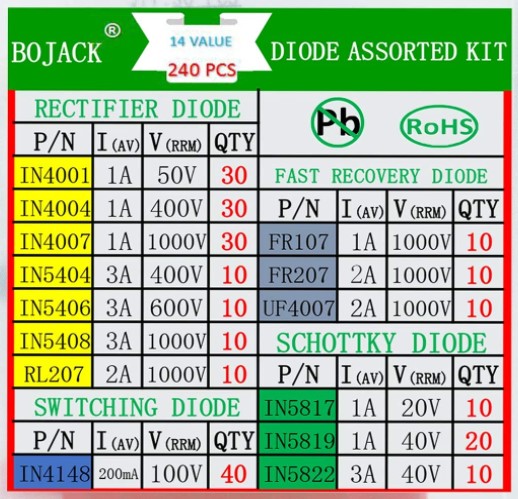 BOJACK®
14 VALUE
240 PCS
DIODE ASSORTED KIT
RECTIFIER DIODE
P/N I(AV) V(RRM) QTY
IN4001 1A 50V 30
IN4004 1A 400V 30
IN4007 1A 1000V 30
IN5404 3A 400V 10
IN5406 3A 600V 10
IN5408 3A 1000V 10
RL207 2A 1000V 10
SWITCHING DIODE
P/N I(AV) V(RRM) QTY
IN4148 200mA 100V 40
Pb
RoHS
FAST RECOVERY DIODE
P/N I(AV) V(RRM) QTY
FR107 1A 1000V 10
FR207 2A 1000V 10
UF4007 2A 1000V 10
SCHOTTKY DIODE
P/N I(AV) V(RRM) QTY
IN5817 1A 20V 10
IN5819 1A 40V 20
IN5822 3A 40V 10